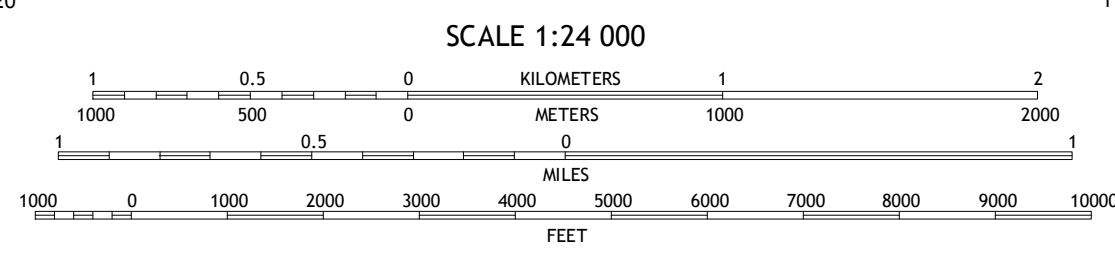 SCALE 1:24 000
1 0.5 0 KILOMETERS 1 2
1000 500 0 METERS 1000 2000
1 0.5 0 1
MILES
1000 0 1000 2000 3000 4000 5000 6000 7000 8000 9000 10000
FEET